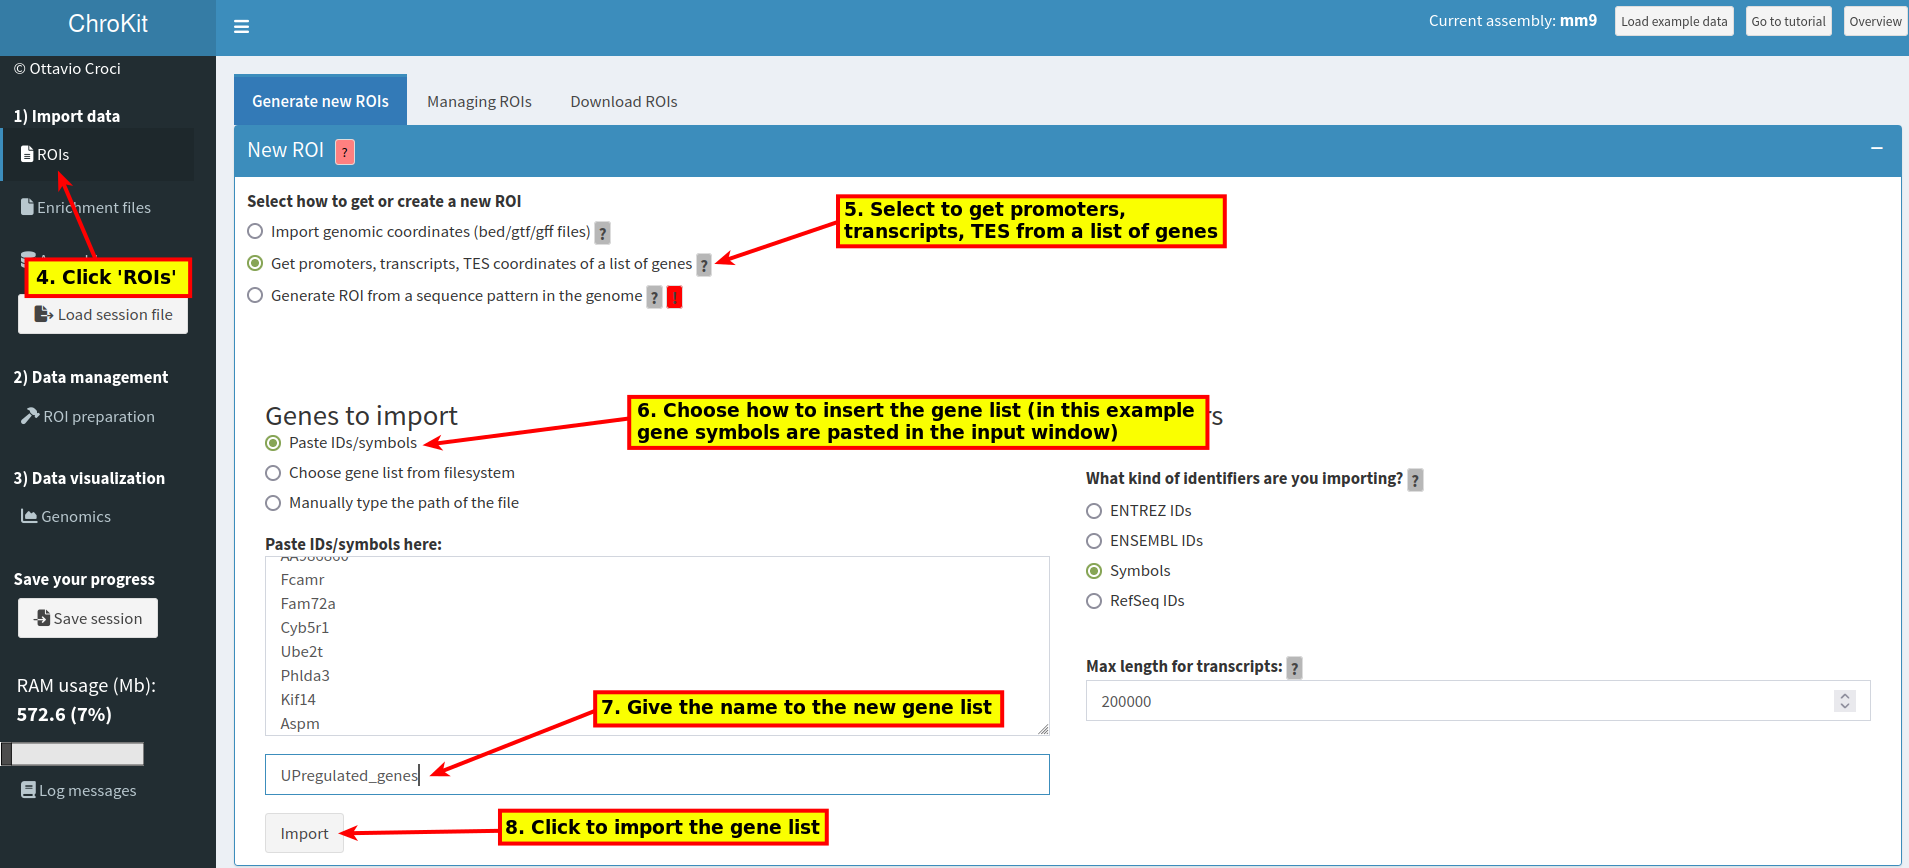 ChroKit
Current assembly: mm9
Load example data
Go to tutorial
Overview
© Ottavio Croci
1) Import data
ROIs
Enrichment files
4. Click 'ROIs'
Load session file
2) Data management
ROI preparation
3) Data visualization
Genomics
Save your progress
Save session
RAM usage (Mb):
572.6 (7%)
Log messages
Generate new ROIs
Managing ROIs
Download ROIs
New ROI ?
Select how to get or create a new ROI
Import genomic coordinates (bed/gtf/gff files) ?
Get promoters, transcripts, TES coordinates of a list of genes ?
Generate ROI from a sequence pattern in the genome ? !
5. Select to get promoters,
transcripts, TES from a list of genes
Genes to import
6. Choose how to insert the gene list (in this example
gene symbols are pasted in the input window)
Paste IDs/symbols
Choose gene list from filesystem
Manually type the path of the file
Paste IDs/symbols here:
Fcamr
Fam72a
Cyb5r1
Ube2t
Phlda3
Kif14
Aspm
7. Give the name to the new gene list
UPregulated_genes
Import
8. Click to import the gene list
What kind of identifiers are you importing? ?
ENTREZ IDs
ENSEMBL IDs
Symbols
RefSeq IDs
Max length for transcripts: ?
200000